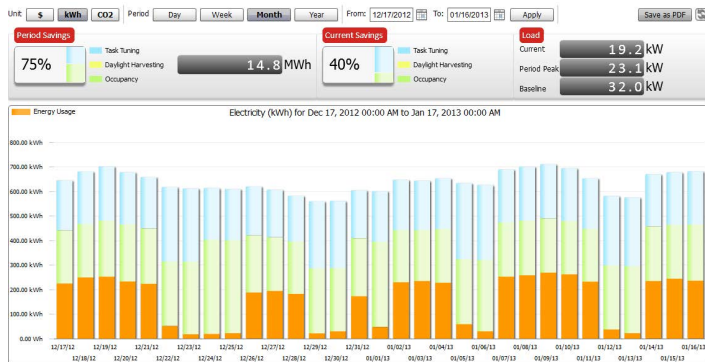 Unit $ kWh CO2 Period Day Week Month Year From: 12/17/2012 To: 01/16/2013 Apply Save as PDF
Period Savings
75%
Task Tuning
Daylight Harvesting
Occupancy
14.8 MWh
Current Savings
40%
Task Tuning
Daylight Harvesting
Occupancy
Load
Current 19.2 kW
Period Peak 23.1 kW
Baseline 32.0 kW
Energy Usage
Electricity (kWh) for Dec 17, 2012 00:00 AM to Jan 17, 2013 00:00 AM
800.00 kWh
700.00 kWh
600.00 kWh
500.00 kWh
400.00 kWh
300.00 kWh
200.00 kWh
100.00 kWh
0.00 kWh
12/17/12 12/19/12 12/21/12 12/23/12 12/25/12 12/27/12 12/29/12 12/31/12 01/02/13 01/04/13 01/06/13 01/08/13 01/10/13 01/12/13 01/14/13 01/16/13
12/18/12 12/20/12 12/22/12 12/24/12 12/26/12 12/28/12 12/30/12 01/01/13 01/03/13 01/05/13 01/07/13 01/09/13 01/11/13 01/13/13 01/15/13